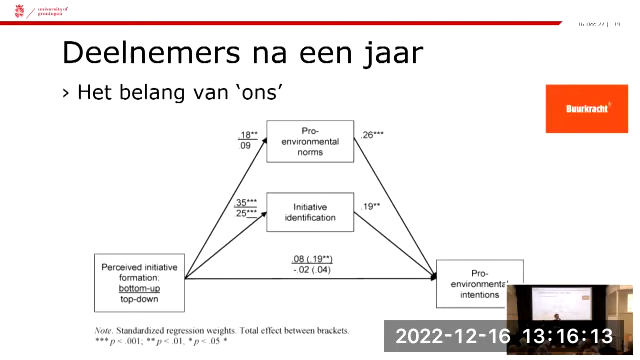 university of
groningen
Deelnemers na een jaar
› Het belang van ‘ons’
Buurkracht
.18**
.09
Pro-
environmental
norms
.26***
.35***
.25***
Initiative
identification
.19**
.08 (.19**)
-.02 (.04)
Perceived initiative
formation:
bottom-up
top-down
Pro-
environmental
intentions
Note. Standardized regression weights. Total effect between brackets.
*** p < .001; ** p < .01, * p < .05 *
2022-12-16 13:16:13